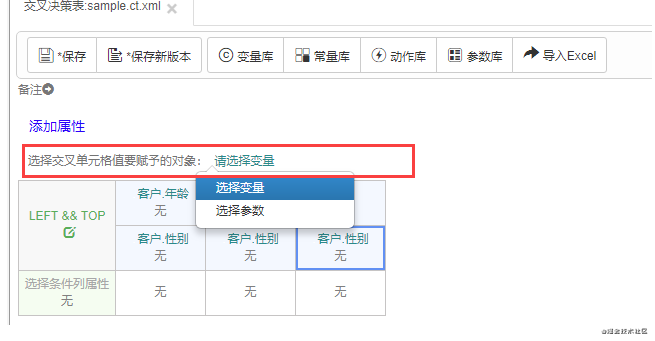 交叉决策表:sample.ct.xml
*保存 *保存新版本 变量库 常量库 动作库 参数库 导入Excel
备注
添加属性
选择交叉单元格值要赋予的对象： 请选择变量
选择变量
选择参数
LEFT && TOP
客户.年龄
无
客户.性别 客户.性别 客户.性别
无 无 无
选择条件列属性
无
无 无 无
@稀土掘金技术社区